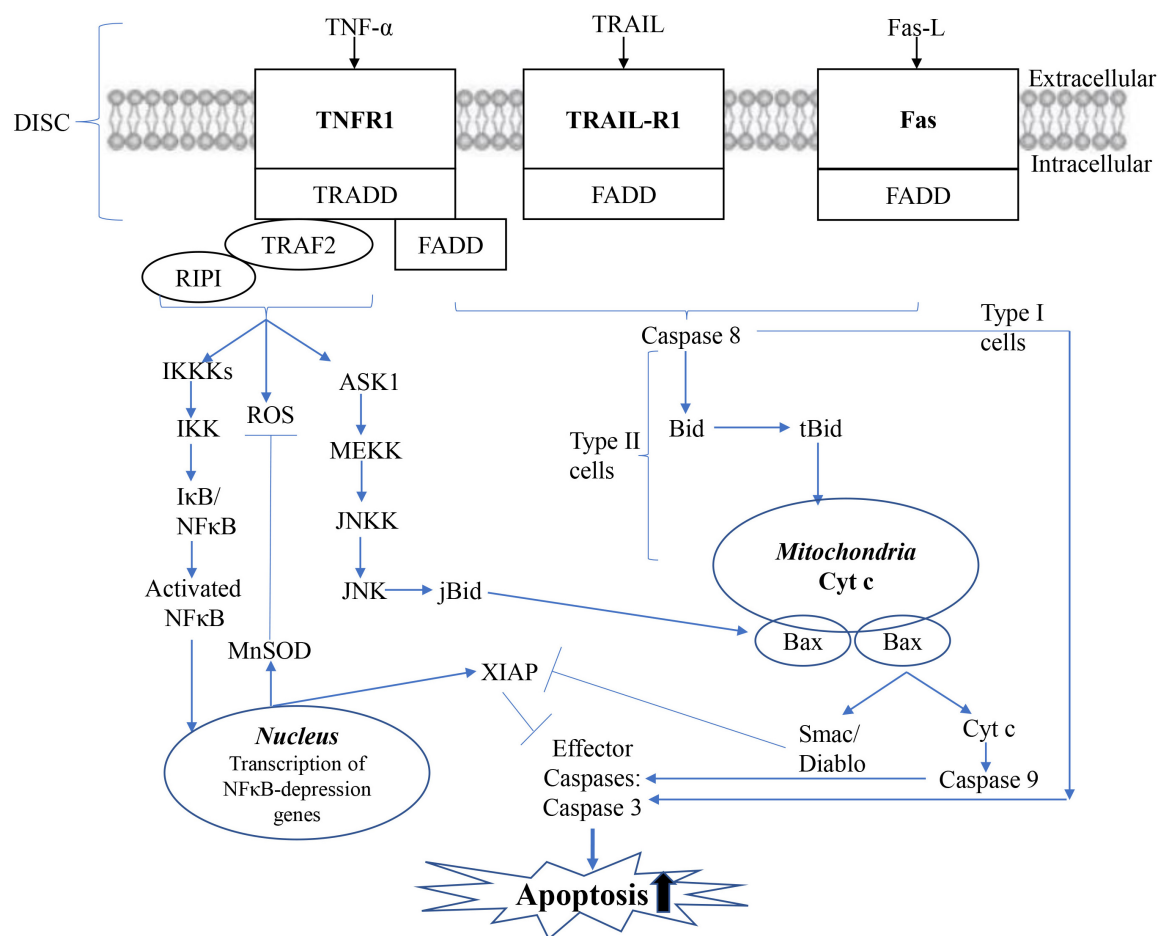 TNF-α
TRAIL
Fas-L
Extracellular
DISC
TNFR1
TRAIL-R1
Fas
Intracellular
TRADD
FADD
FADD
TRAF2
FADD
RIPI
Type I
cells
Caspase 8
IKKKs
ASK1
ROS
IKK
Bid
tBid
MEKK
Type II
cells
IκB/
NFκB
JNKK
Mitochondria
Cyt c
Activated
NFκB
JNK
jBid
Bax
Bax
MnSOD
XIAP
Nucleus
Transcription of
NFκB-depression
genes
Smac/
Diablo
Cyt c
Effector
Caspases:
Caspase 3
Caspase 9
Apoptosis